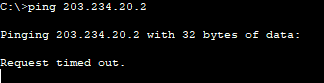 C:\>ping 203.234.20.2
Pinging 203.234.20.2 with 32 bytes of data:
Request timed out.